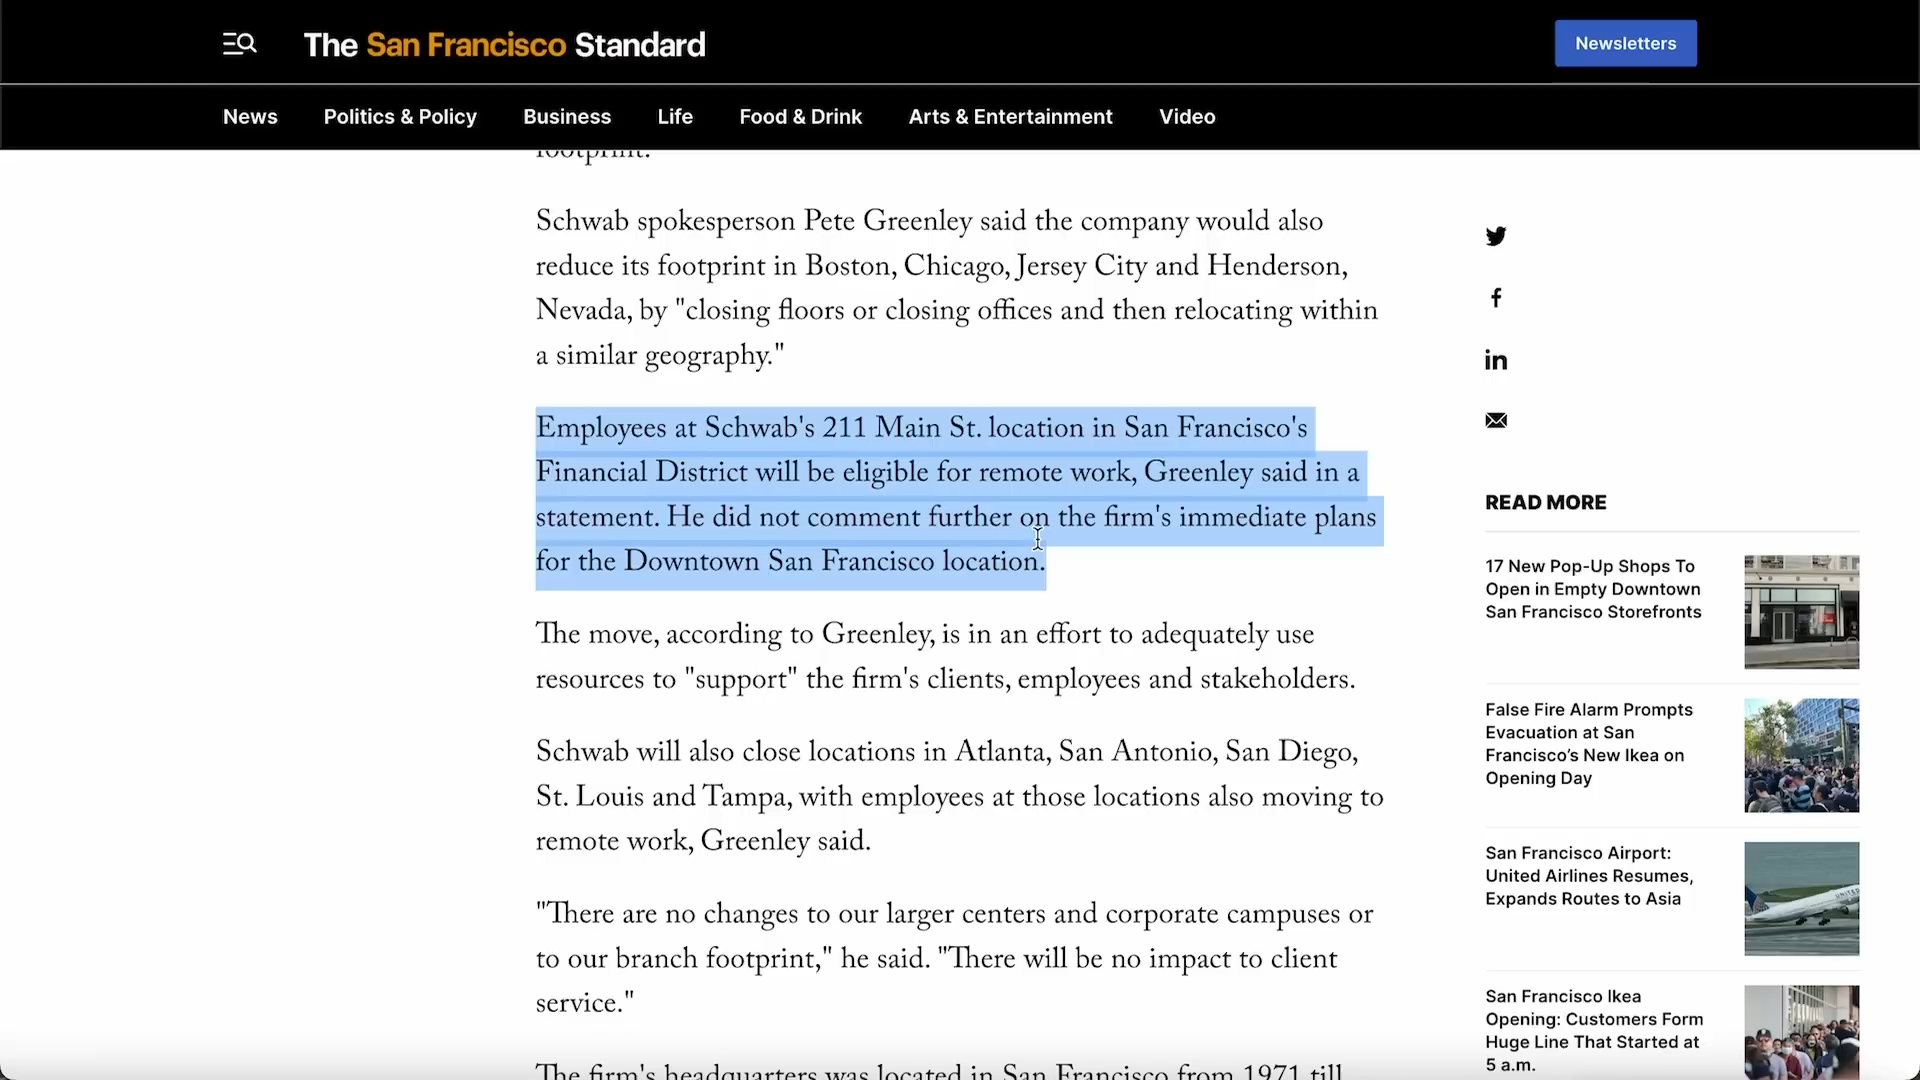 The San Francisco Standard
Newsletters
News Politics & Policy Business Life Food & Drink Arts & Entertainment Video
footprint.
Schwab spokesperson Pete Greenley said the company would also
reduce its footprint in Boston, Chicago, Jersey City and Henderson,
Nevada, by "closing floors or closing offices and then relocating within
a similar geography."
Employees at Schwab's 211 Main St. location in San Francisco's
Financial District will be eligible for remote work, Greenley said in a
statement. He did not comment further on the firm's immediate plans
for the Downtown San Francisco location.
The move, according to Greenley, is in an effort to adequately use
resources to "support" the firm's clients, employees and stakeholders.
Schwab will also close locations in Atlanta, San Antonio, San Diego,
St. Louis and Tampa, with employees at those locations also moving to
remote work, Greenley said.
"There are no changes to our larger centers and corporate campuses or
to our branch footprint," he said. "There will be no impact to client
service."
The firm's headquarters was located in San Francisco from 1971 till
READ MORE
17 New Pop-Up Shops To
Open in Empty Downtown
San Francisco Storefronts
False Fire Alarm Prompts
Evacuation at San
Francisco’s New Ikea on
Opening Day
San Francisco Airport:
United Airlines Resumes,
Expands Routes to Asia
San Francisco Ikea
Opening: Customers Form
Huge Line That Started at
5 a.m.